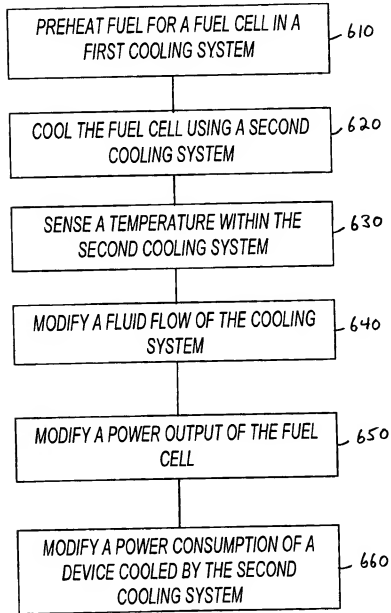 PREHEAT FUEL FOR A FUEL CELL IN A
FIRST COOLING SYSTEM
610
COOL THE FUEL CELL USING A SECOND
COOLING SYSTEM
620
SENSE A TEMPERATURE WITHIN THE
SECOND COOLING SYSTEM
630
MODIFY A FLUID FLOW OF THE COOLING
SYSTEM
640
MODIFY A POWER OUTPUT OF THE FUEL
CELL
650
MODIFY A POWER CONSUMPTION OF A
DEVICE COOLED BY THE SECOND
COOLING SYSTEM
660